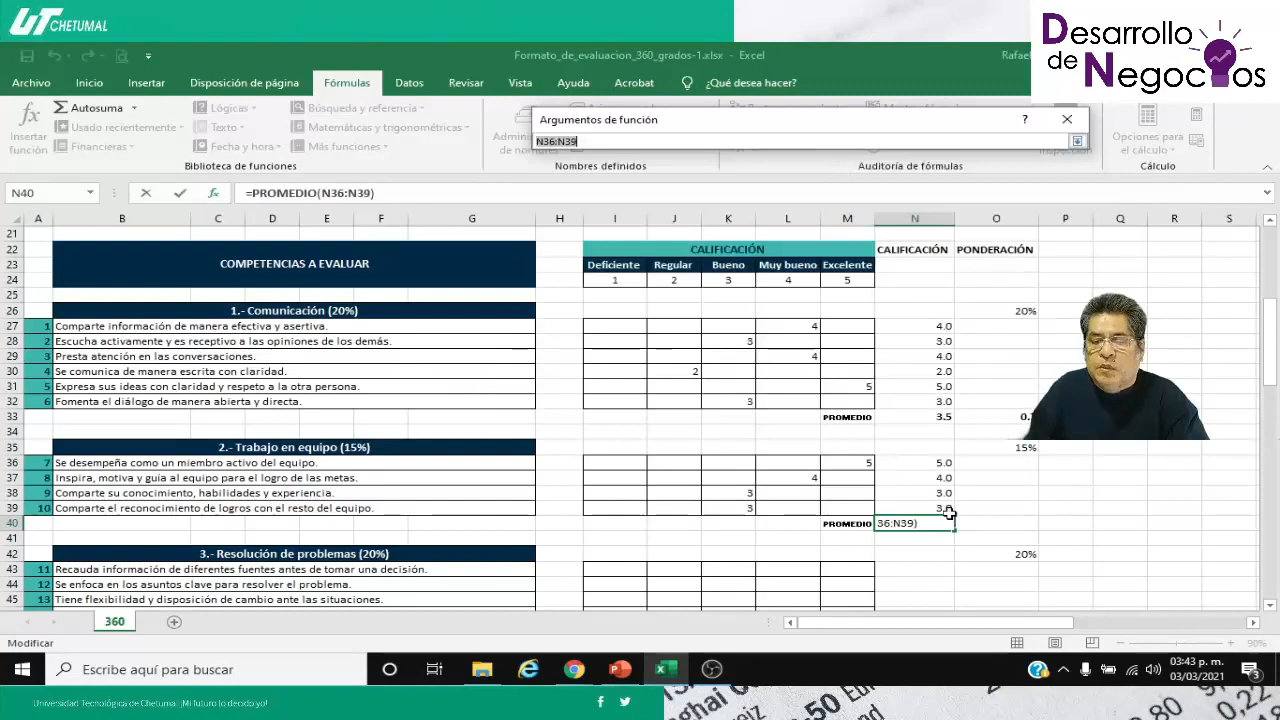 UT CHETUMAL
Desarrollo
de
Negocios
Formato_de_evaluacion_360_grados-1.xlsx - Excel
Rafael
Archivo Inicio Insertar Disposición de página Fórmulas Datos Revisar Vista Ayuda Acrobat ¿Qué desea hacer?
fx Insertar función
Autosuma
Usado recientemente
Financieras
Lógicas
Texto
Fecha y hora
Búsqueda y referencia
Matemáticas y trigonométricas
Más funciones
Biblioteca de funciones
Nombres definidos
Auditoría de fórmulas
Opciones para el cálculo
Cálculo
Argumentos de función ?
N36:N39
N40 fx =PROMEDIO(N36:N39)
A B C D E F G H I J K L M N O P Q R S
21
22 CALIFICACIÓN CALIFICACIÓN PONDERACIÓN
23 COMPETENCIAS A EVALUAR Deficiente Regular Bueno Muy bueno Excelente
24 1 2 3 4 5
25
26 1.- Comunicación (20%) 20%
27 1 Comparte información de manera efectiva y asertiva. 4 4.0
28 2 Escucha activamente y es receptivo a las opiniones de los demás. 3 3.0
29 3 Presta atención en las conversaciones. 4 4.0
30 4 Se comunica de manera escrita con claridad. 2 2.0
31 5 Expresa sus ideas con claridad y respeto a la otra persona. 5 5.0
32 6 Fomenta el diálogo de manera abierta y directa. 3 3.0
33 PROMEDIO 3.5
34
35 2.- Trabajo en equipo (15%) 15%
36 7 Se desempeña como un miembro activo del equipo. 5 5.0
37 8 Inspira, motiva y guía al equipo para el logro de las metas. 4 4.0
38 9 Comparte su conocimiento, habilidades y experiencia. 3 3.0
39 10 Comparte el reconocimiento de logros con el resto del equipo. 3
40 PROMEDIO 36:N39)
41
42 3.- Resolución de problemas (20%) 20%
43 11 Recauda información de diferentes fuentes antes de tomar una decisión.
44 12 Se enfoca en los asuntos clave para resolver el problema.
45 13 Tiene flexibilidad y disposición de cambio ante las situaciones.
360
Modificar
90%
Escribe aquí para buscar
03:43 p. m.
03/03/2021
3
Universidad Tecnológica de Chetumal ¡Mi futuro lo decido yo!